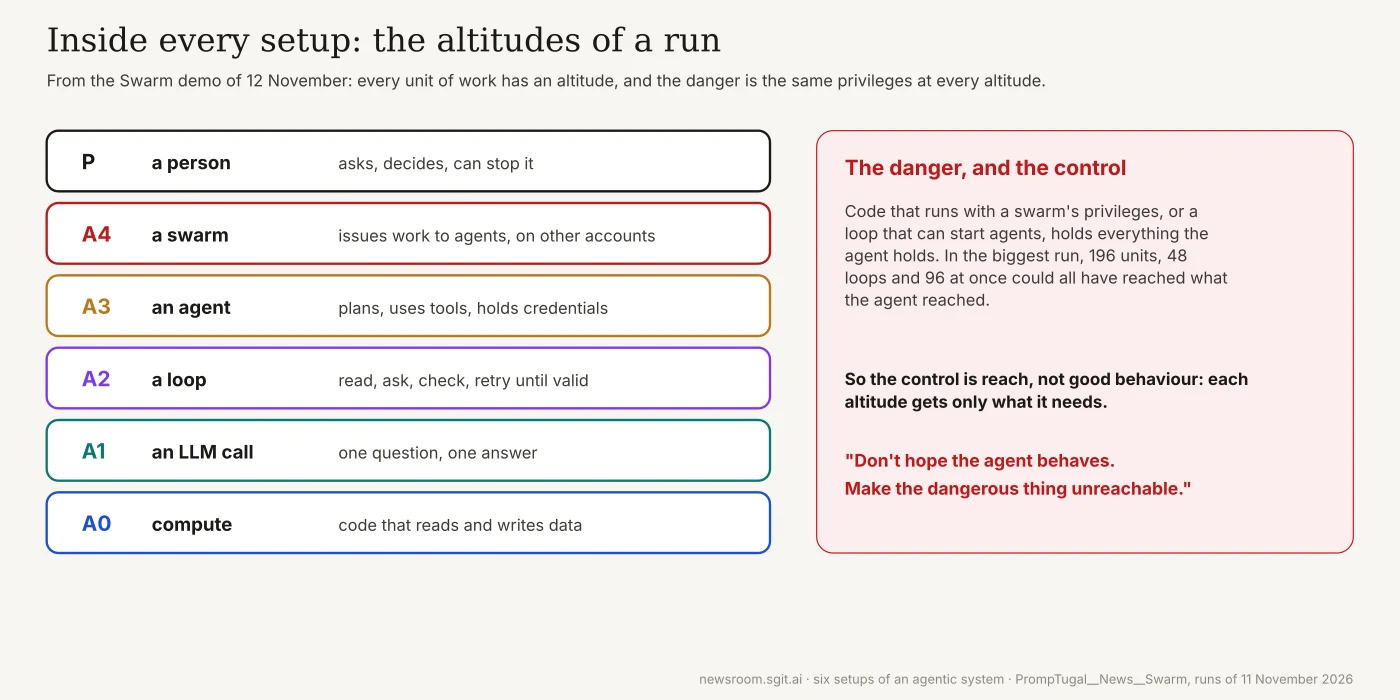 Inside every setup: the altitudes of a run
From the Swarm demo of 12 November: every unit of work has an altitude, and the danger is the same privileges at every altitude.
P a person asks, decides, can stop it
A4 a swarm issues work to agents, on other accounts
A3 an agent plans, uses tools, holds credentials
A2 a loop read, ask, check, retry until valid
A1 an LLM call one question, one answer
A0 compute code that reads and writes data
The danger, and the control
Code that runs with a swarm's privileges, or a
loop that can start agents, holds everything the
agent holds. In the biggest run, 196 units, 48
loops and 96 at once could all have reached what
the agent reached.
So the control is reach, not good behaviour: each
altitude gets only what it needs.
"Don't hope the agent behaves.
Make the dangerous thing unreachable."
newsroom.sgit.ai · six setups of an agentic system · PrompTugal__News__Swarm, runs of 11 November 2026